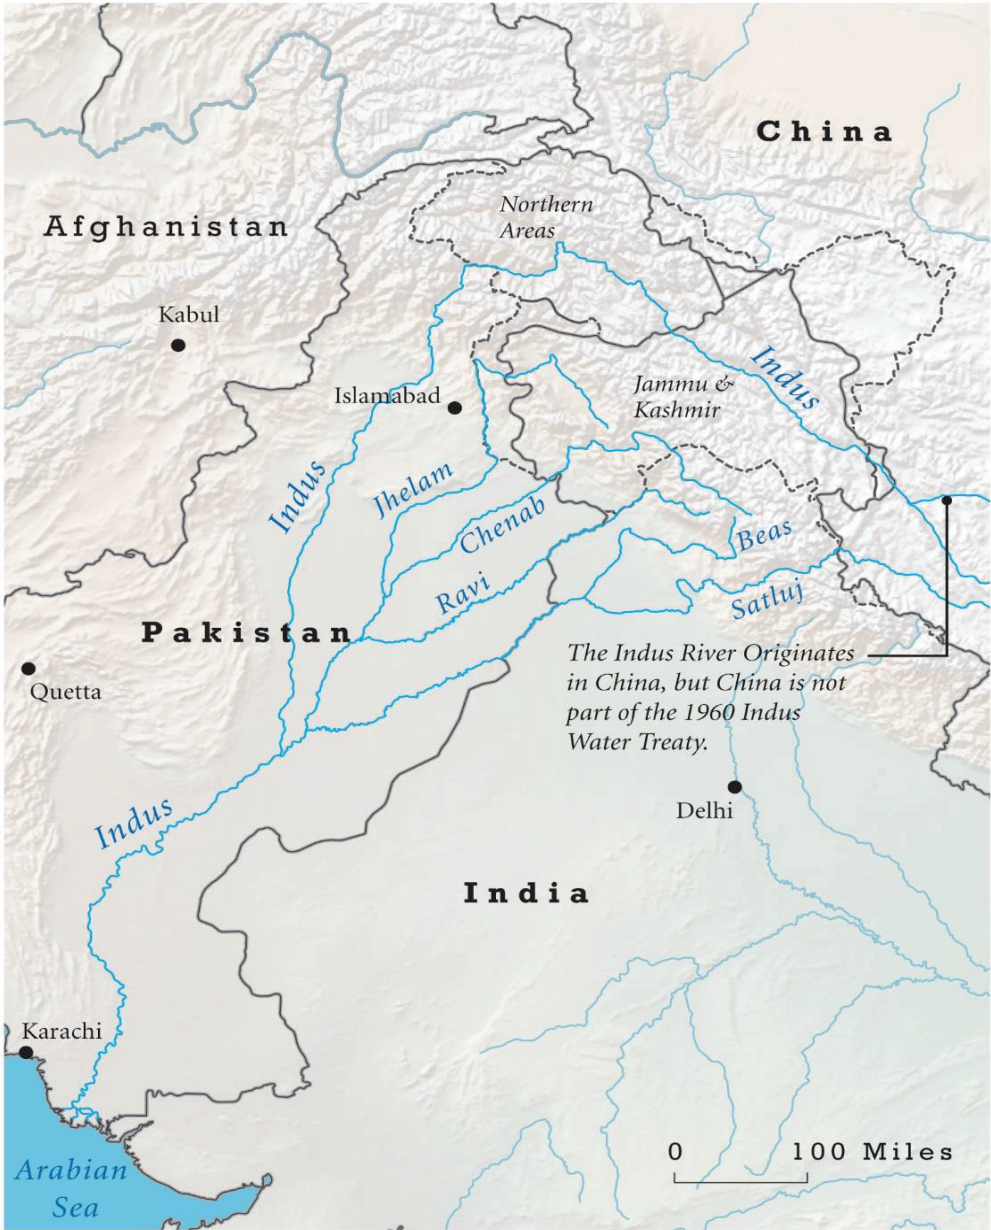 China
Northern
Areas
Afghanistan
Kabul
Indus
Jammu &
Kashmir
Islamabad
Indus
Jhelam
Chenab
Beas
Ravi
Satluj
Pakistan
The Indus River Originates
in China, but China is not
part of the 1960 Indus
Water Treaty.
Quetta
Delhi
Indus
India
Karachi
0 100 Miles
Arabian
Sea